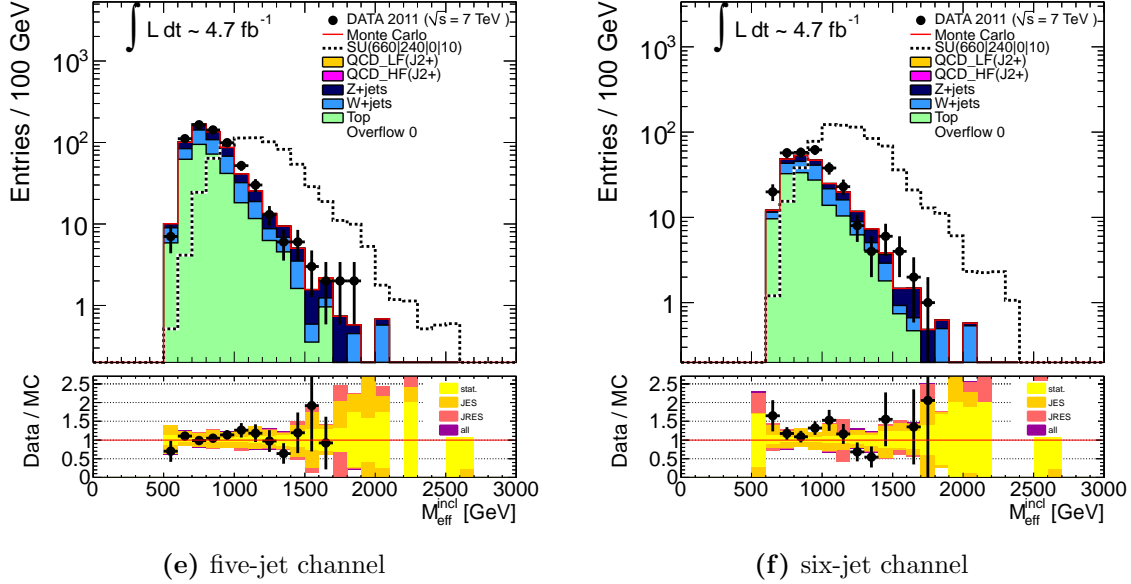 ∫ L dt ~ 4.7 fb⁻¹
DATA 2011 (√s = 7 TeV )
Monte Carlo
SU(660|240|0|10)
QCD_LF(J2+)
QCD_HF(J2+)
Z+jets
W+jets
Top
Overflow 0
Entries / 100 GeV
10³
10²
10
1
Data / MC
2.5
2
1.5
1
0.5
0
stat.
JES
JRES
all
0 500 1000 1500 2000 2500 3000
M_eff^incl [GeV]
(e) five-jet channel
∫ L dt ~ 4.7 fb⁻¹
DATA 2011 (√s = 7 TeV )
Monte Carlo
SU(660|240|0|10)
QCD_LF(J2+)
QCD_HF(J2+)
Z+jets
W+jets
Top
Overflow 0
Entries / 100 GeV
10³
10²
10
1
Data / MC
2.5
2
1.5
1
0.5
0
stat.
JES
JRES
all
0 500 1000 1500 2000 2500 3000
M_eff^incl [GeV]
(f) six-jet channel